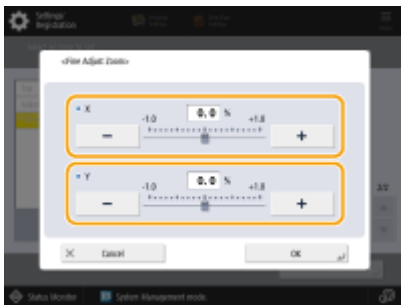 Settings/
Registration
<Fine Adjust Zoom>
X
-1.0
0.0 %
+1.0
−
+
Y
-1.0
0.0 %
+1.0
−
+
Cancel
OK
Status Monitor
System Management mode.